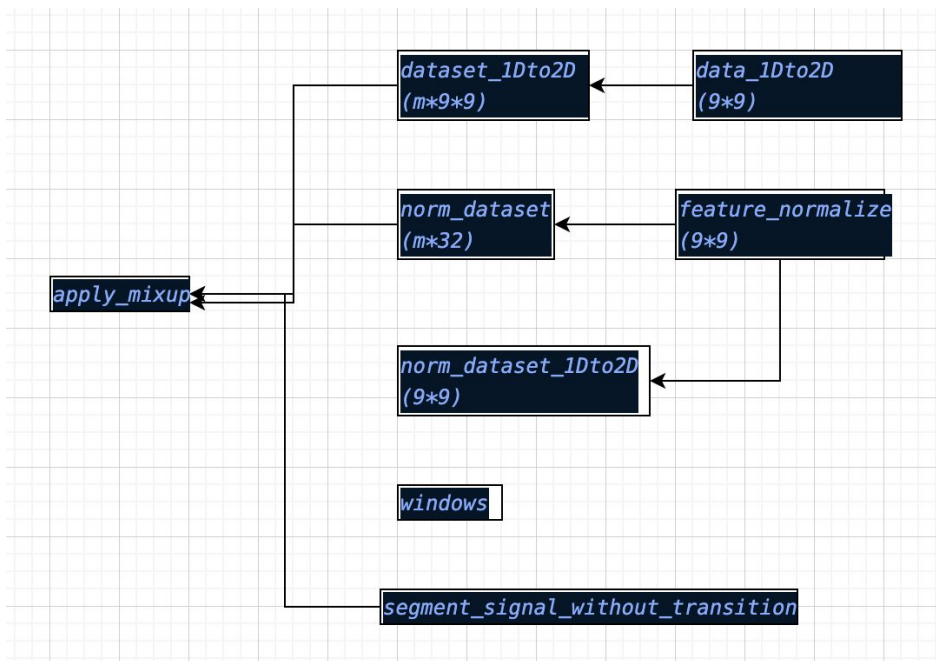 dataset_1Dto2D
(m*9*9)
data_1Dto2D
(9*9)
norm_dataset
(m*32)
feature_normalize
(9*9)
apply_mixup
norm_dataset_1Dto2D
(9*9)
windows
segment_signal_without_transition